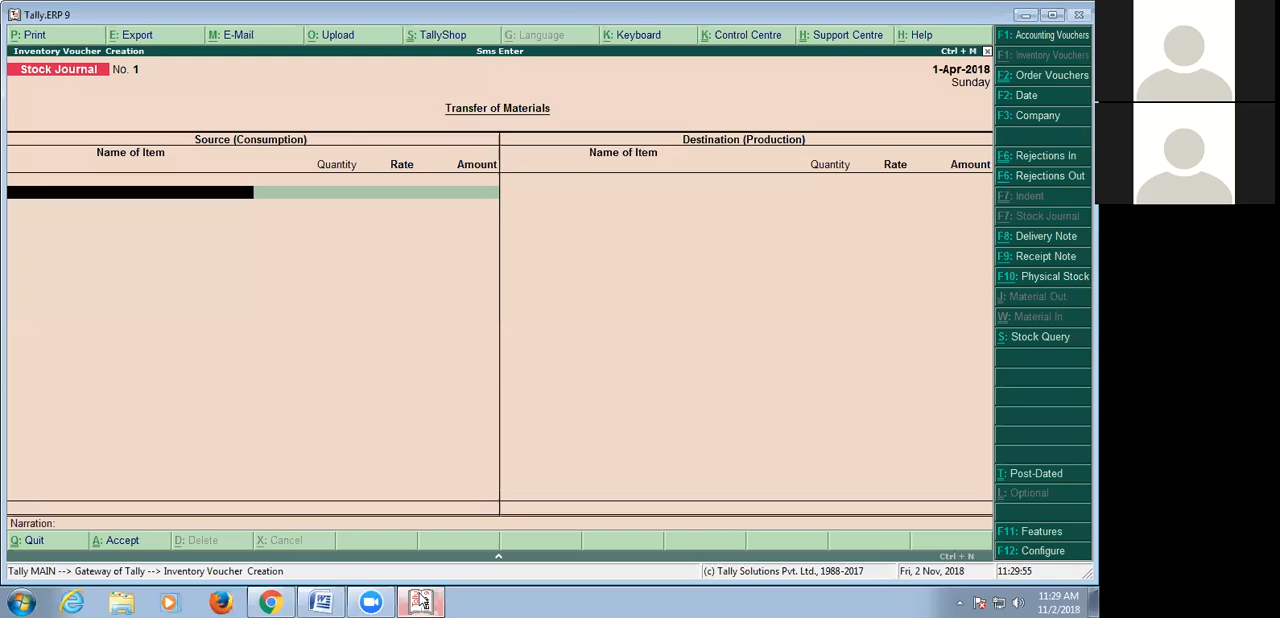 Tally.ERP 9
P: Print E: Export M: E-Mail O: Upload S: TallyShop G: Language K: Keyboard K: Control Centre H: Support Centre H: Help
Inventory Voucher Creation Sms Enter Ctrl + M
Stock Journal No. 1 1-Apr-2018
Sunday
Transfer of Materials
Source (Consumption) Destination (Production)
Name of Item Name of Item
Quantity Rate Amount Quantity Rate Amount
Narration:
Q: Quit A: Accept D: Delete X: Cancel
Ctrl + N
Tally MAIN --> Gateway of Tally --> Inventory Voucher Creation (c) Tally Solutions Pvt. Ltd., 1988-2017 Fri, 2 Nov, 2018 11:29:55
F1: Accounting Vouchers
F1: Inventory Vouchers
F2: Order Vouchers
F2: Date
F3: Company
F6: Rejections In
F6: Rejections Out
F7: Indent
F7: Stock Journal
F8: Delivery Note
F9: Receipt Note
F10: Physical Stock
J: Material Out
W: Material In
S: Stock Query
T: Post-Dated
L: Optional
F11: Features
F12: Configure
11:29 AM
11/2/2018